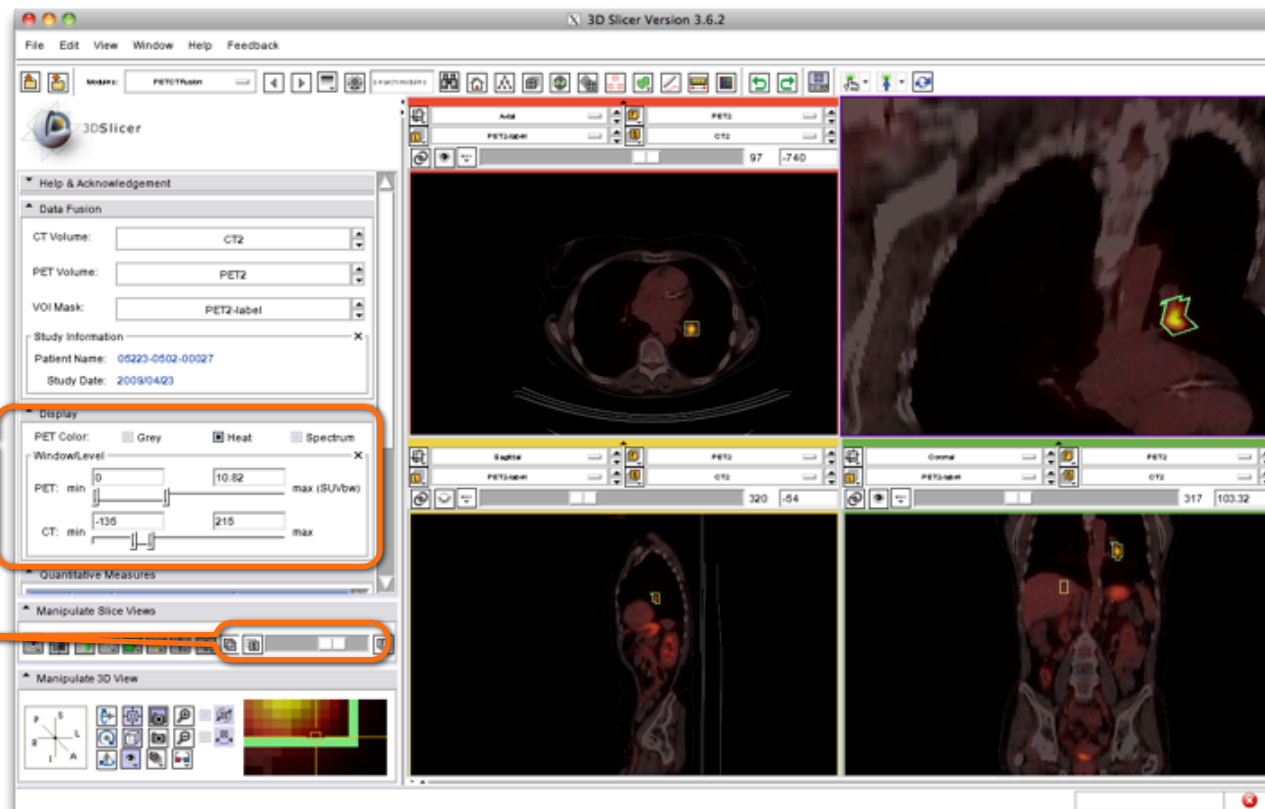 3D Slicer Version 3.6.2
File Edit View Window Help Feedback
Modules: PETCTFusion search modules
3DSlicer
Help & Acknowledgement
Data Fusion
CT Volume: CT2
PET Volume: PET2
VOI Mask: PET2-label
Study Information
Patient Name: 05223-0502-00027
Study Date: 2009/04/23
Display
PET Color: Grey Heat Spectrum
Window/Level
PET: min 0 10.82 max (SUVbw)
CT: min -135 215 max
Quantitative Measures
Manipulate Slice Views
Manipulate 3D View
P S
R L
I A
Axial PET2
PET2-label CT2
97 -740
Sagittal PET2
PET2-label CT2
320 -54
Coronal PET2
PET2-label CT2
317 103.32